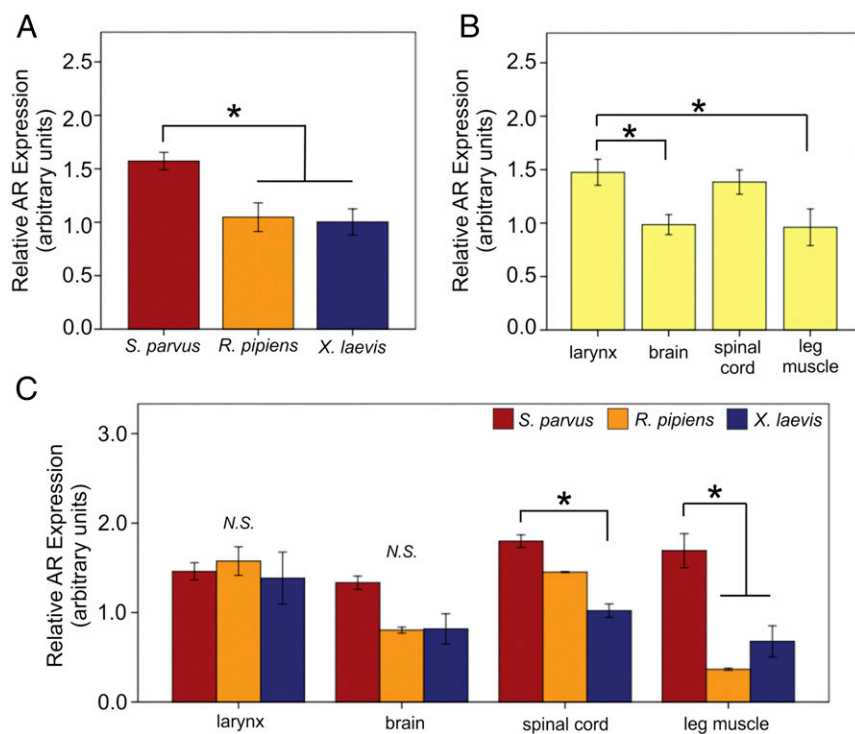 A
Relative AR Expression
(arbitrary units)
2.5
2.0
1.5
1.0
0.5
0.0
*
S. parvus R. pipiens X. laevis
B
Relative AR Expression
(arbitrary units)
2.5
2.0
1.5
1.0
0.5
0.0
*
*
larynx brain spinal cord leg muscle
C
Relative AR Expression
(arbitrary units)
3.0
2.0
1.0
0.0
S. parvus R. pipiens X. laevis
N.S.
N.S.
*
*
larynx brain spinal cord leg muscle